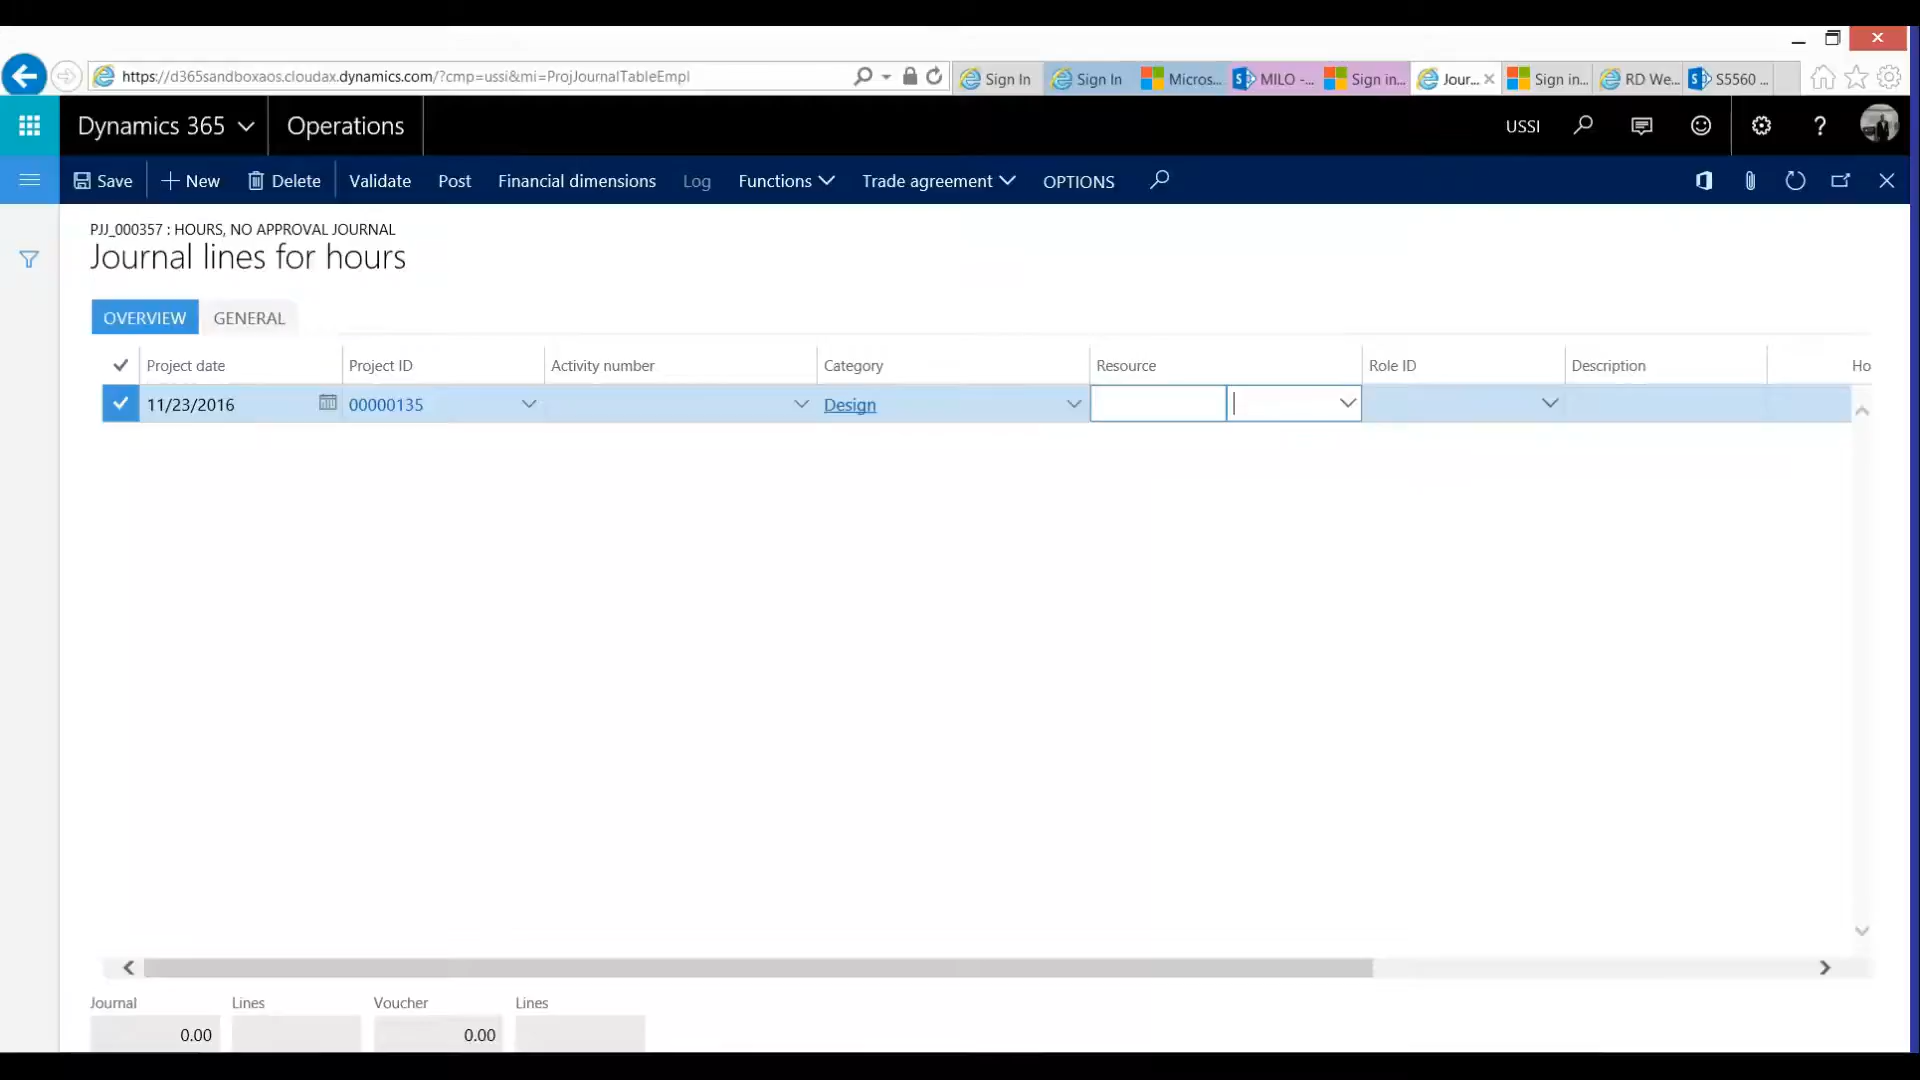 https://d365sandboxaos.cloudax.dynamics.com/?cmp=ussi&mi=ProjJournalTableEmpl
Sign In
Sign In
Micros...
MILO -...
Sign in...
Jour...
Sign in...
RD We...
S5560 ...
Dynamics 365
Operations
USSI
Save
New
Delete
Validate
Post
Financial dimensions
Log
Functions
Trade agreement
OPTIONS
PJJ_000357 : HOURS, NO APPROVAL JOURNAL
Journal lines for hours
OVERVIEW
GENERAL
Project date
Project ID
Activity number
Category
Resource
Role ID
Description
Ho
11/23/2016
00000135
Design
Journal
Lines
Voucher
Lines
0.00
0.00